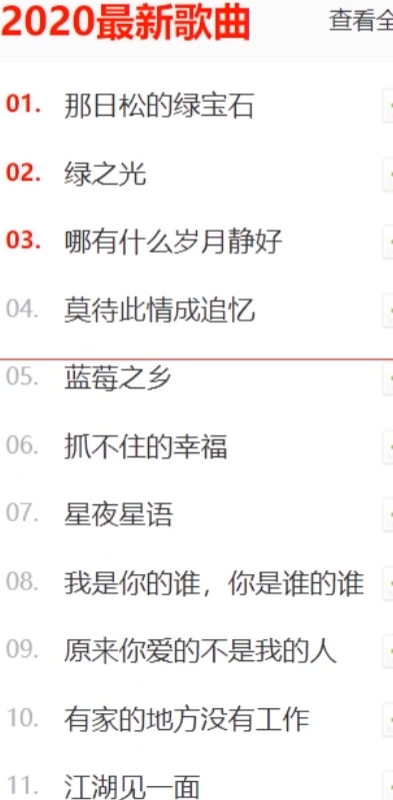 2020最新歌曲 查看全
01. 那日松的绿宝石
02. 绿之光
03. 哪有什么岁月静好
04. 莫待此情成追忆
05. 蓝莓之乡
06. 抓不住的幸福
07. 星夜星语
08. 我是你的谁，你是谁的谁
09. 原来你爱的不是我的人
10. 有家的地方没有工作
11. 江湖见一面